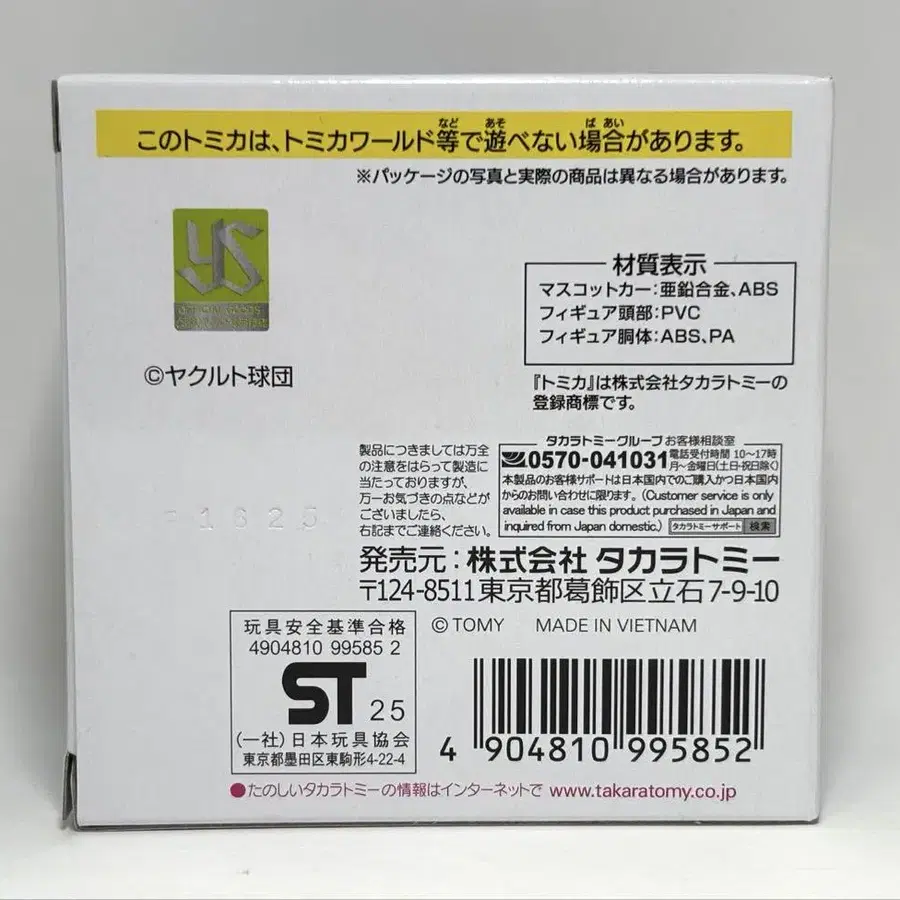 このトミカは、トミカワールド等で遊べない場合があります。
※パッケージの写真と実際の商品は異なる場合があります。
YS
©ヤクルト球団
材質表示
マスコットカー:亜鉛合金、ABS
フィギュア頭部:PVC
フィギュア胴体:ABS、PA
『トミカ』は株式会社タカラトミーの
登録商標です。
製品につきましては万全
の注意をはらって製造に
当たっておりますが、
万一お気づきの点などが
ございましたら、
右記までご連絡ください。
タカラトミーグループ お客様相談室
0570-041031 電話受付時間 10~17時
月~金曜日(土・日・祝日除く)
本製品のお客様サポートは日本国内でのご購入かつ日本国内
からのお問い合わせに限ります。(Customer service is only
available in case this product purchased in Japan and
inquired from Japan domestic.) タカラトミーサポート 検索
発売元:株式会社 タカラトミー
〒124-8511 東京都葛飾区立石7-9-10
© TOMY MADE IN VIETNAM
玩具安全基準合格
4904810 99585 2
ST 25
(一社)日本玩具協会
東京都墨田区東駒形4-22-4
4 904810 995852
●たのしいタカラトミーの情報はインターネットで www.takaratomy.co.jp